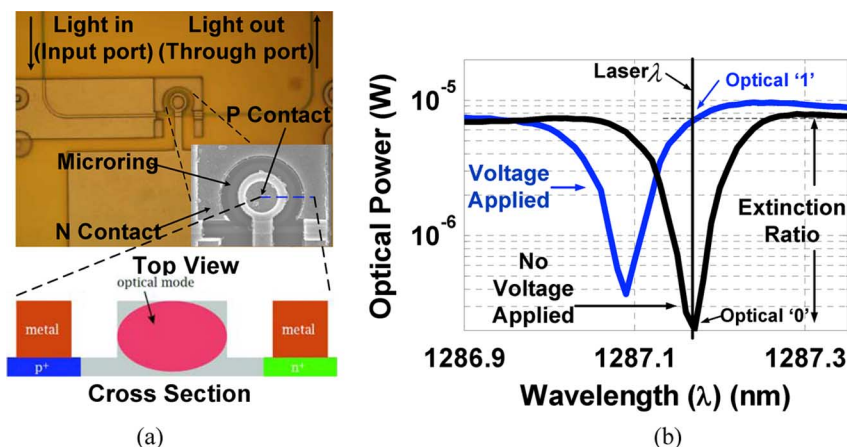 Light in
(Input port)
Light out
(Through port)
P Contact
Microring
N Contact
Top View
optical mode
metal
metal
p+
n+
Cross Section
(a)
Optical Power (W)
10-5
10-6
Laserλ
Optical ‘1’
Voltage
Applied
Extinction
Ratio
No
Voltage
Applied
Optical ‘0’
1286.9
1287.1
1287.3
Wavelength (λ) (nm)
(b)